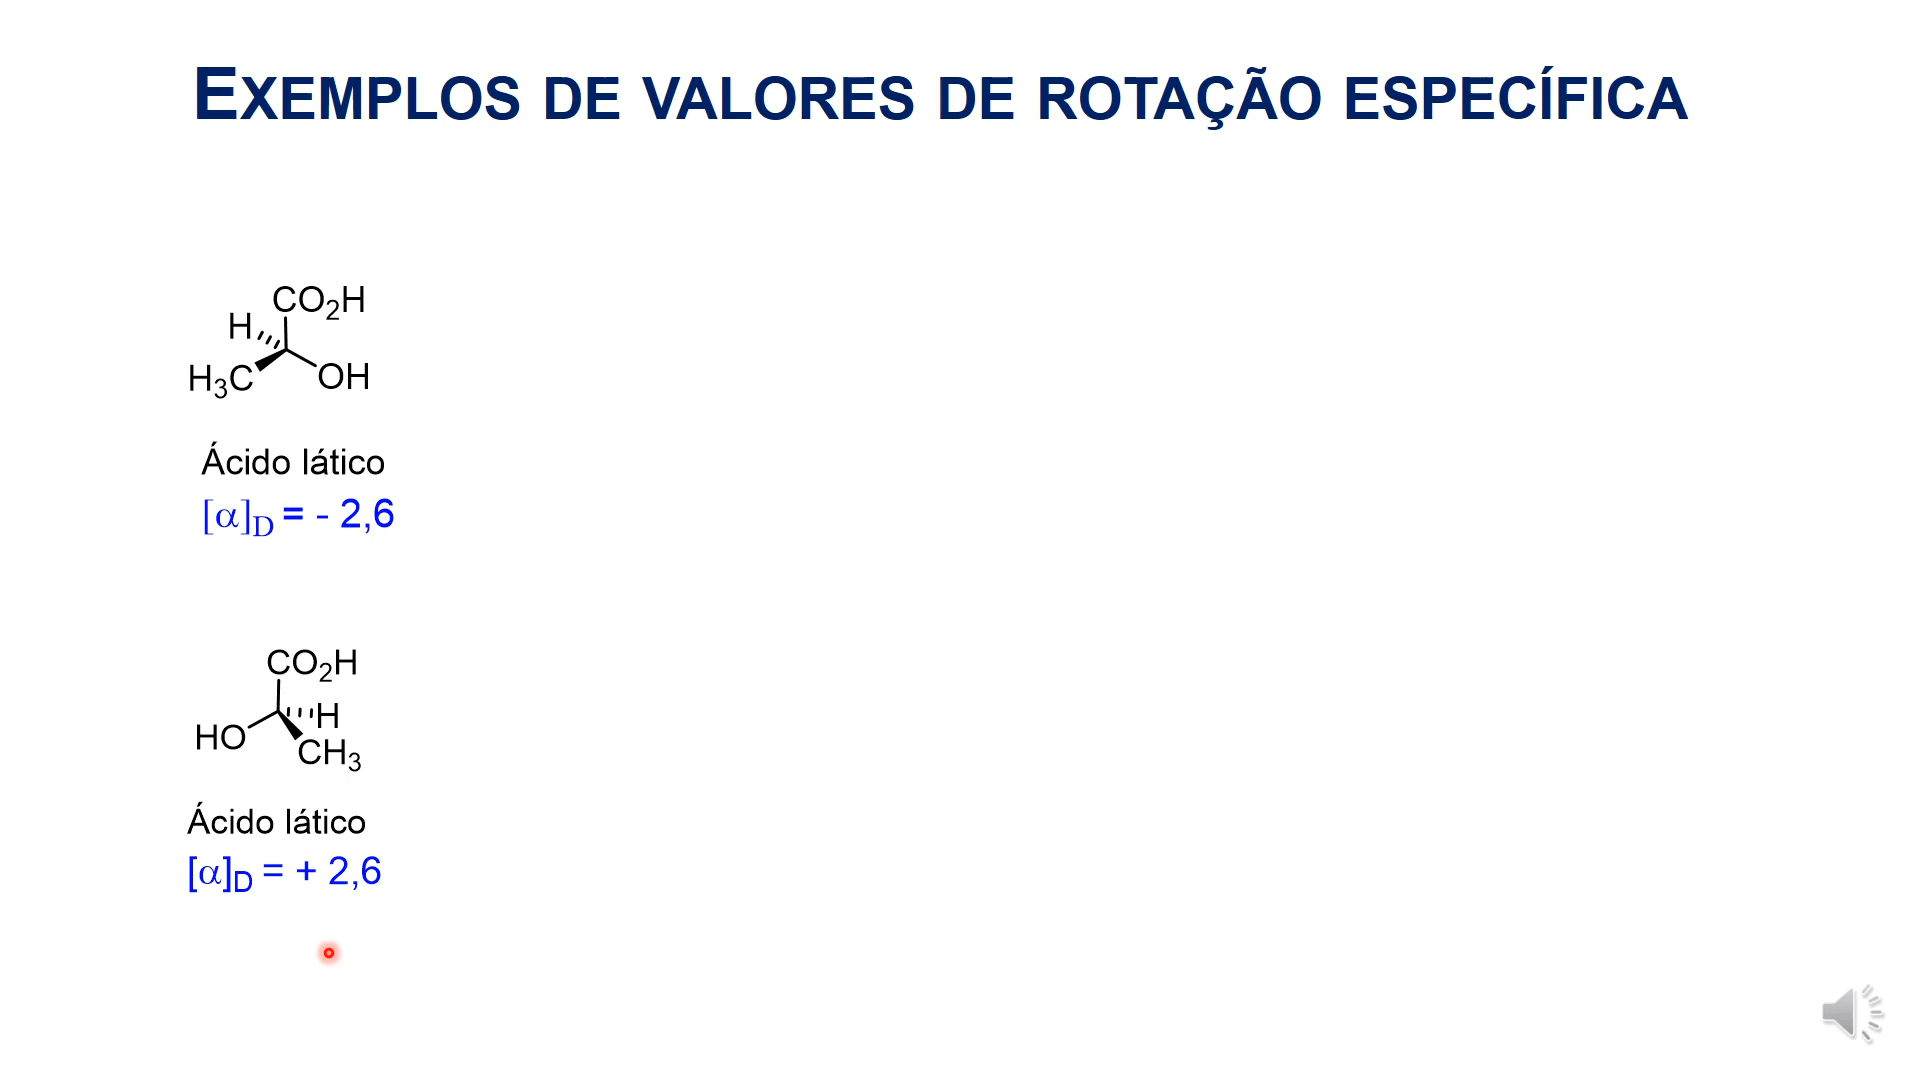 EXEMPLOS DE VALORES DE ROTAÇÃO ESPECÍFICA
CO₂H
H
H₃C OH
Ácido lático
[α]D = - 2,6
CO₂H
H
HO
CH₃
Ácido lático
[α]D = + 2,6